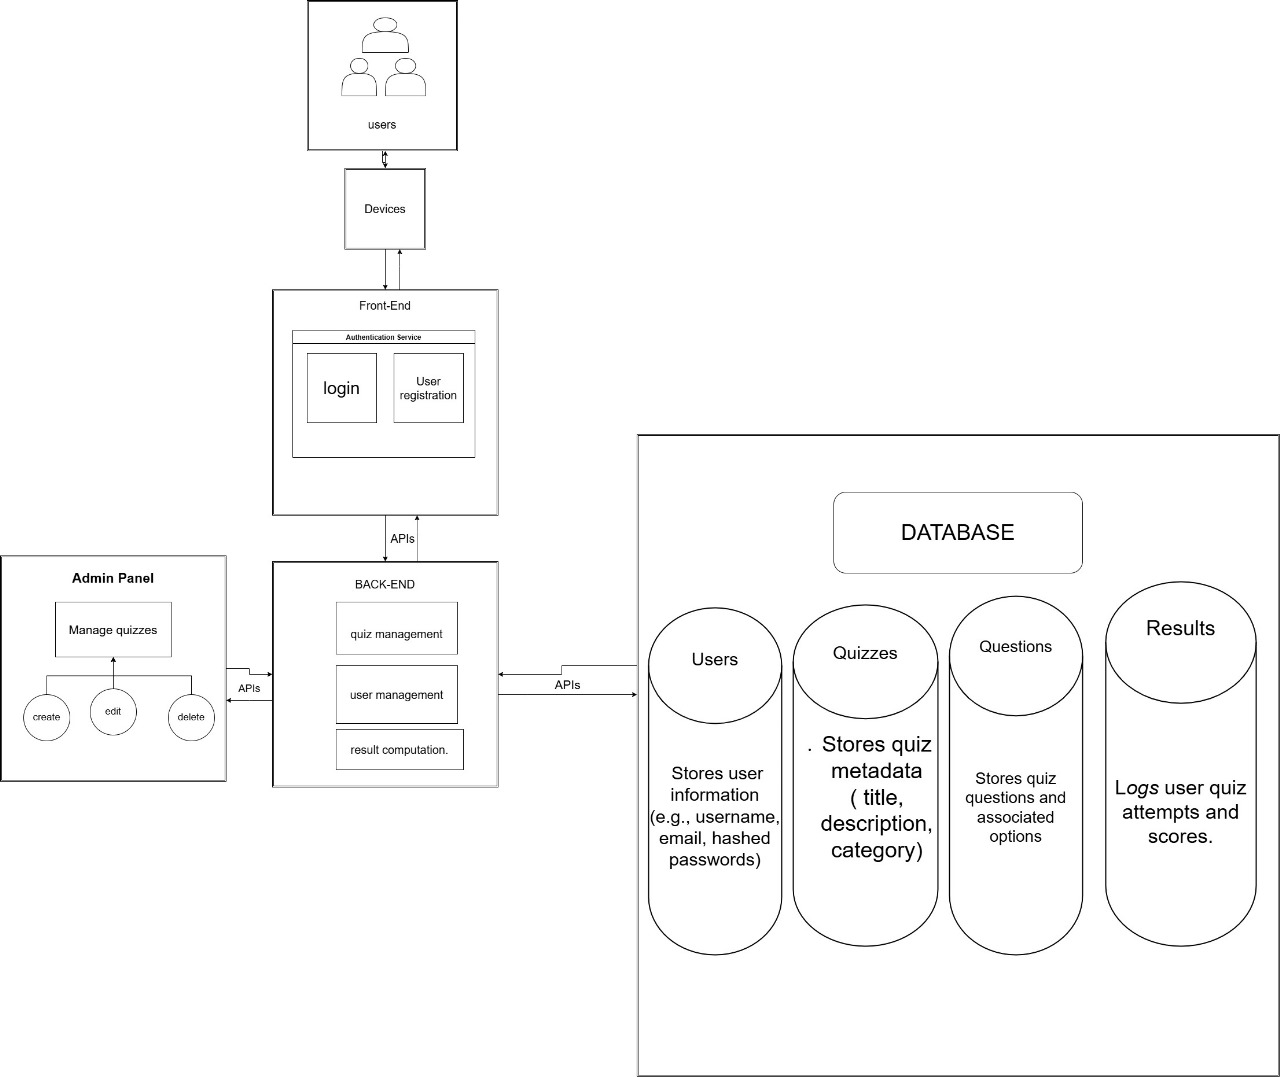 users
Devices
Front-End
Authentication Service
login
User
registration
APIs
Admin Panel
Manage quizzes
create
edit
delete
APIs
BACK-END
quiz management
user management
result computation.
APIs
DATABASE
Users
Stores user
information
(e.g., username,
email, hashed
passwords)
Quizzes
. Stores quiz
metadata
( title,
description,
category)
Questions
Stores quiz
questions and
associated
options
Results
Logs user quiz
attempts and
scores.